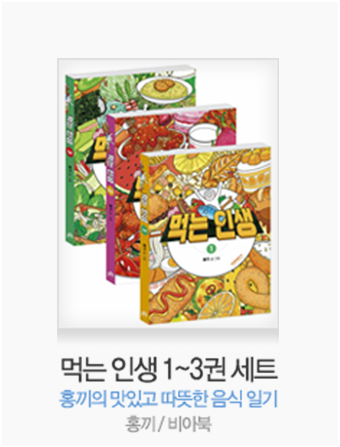 먹는 인생
1
먹는 인생 1~3권 세트
홍끼의 맛있고 따뜻한 음식 일기
홍끼 / 비아북